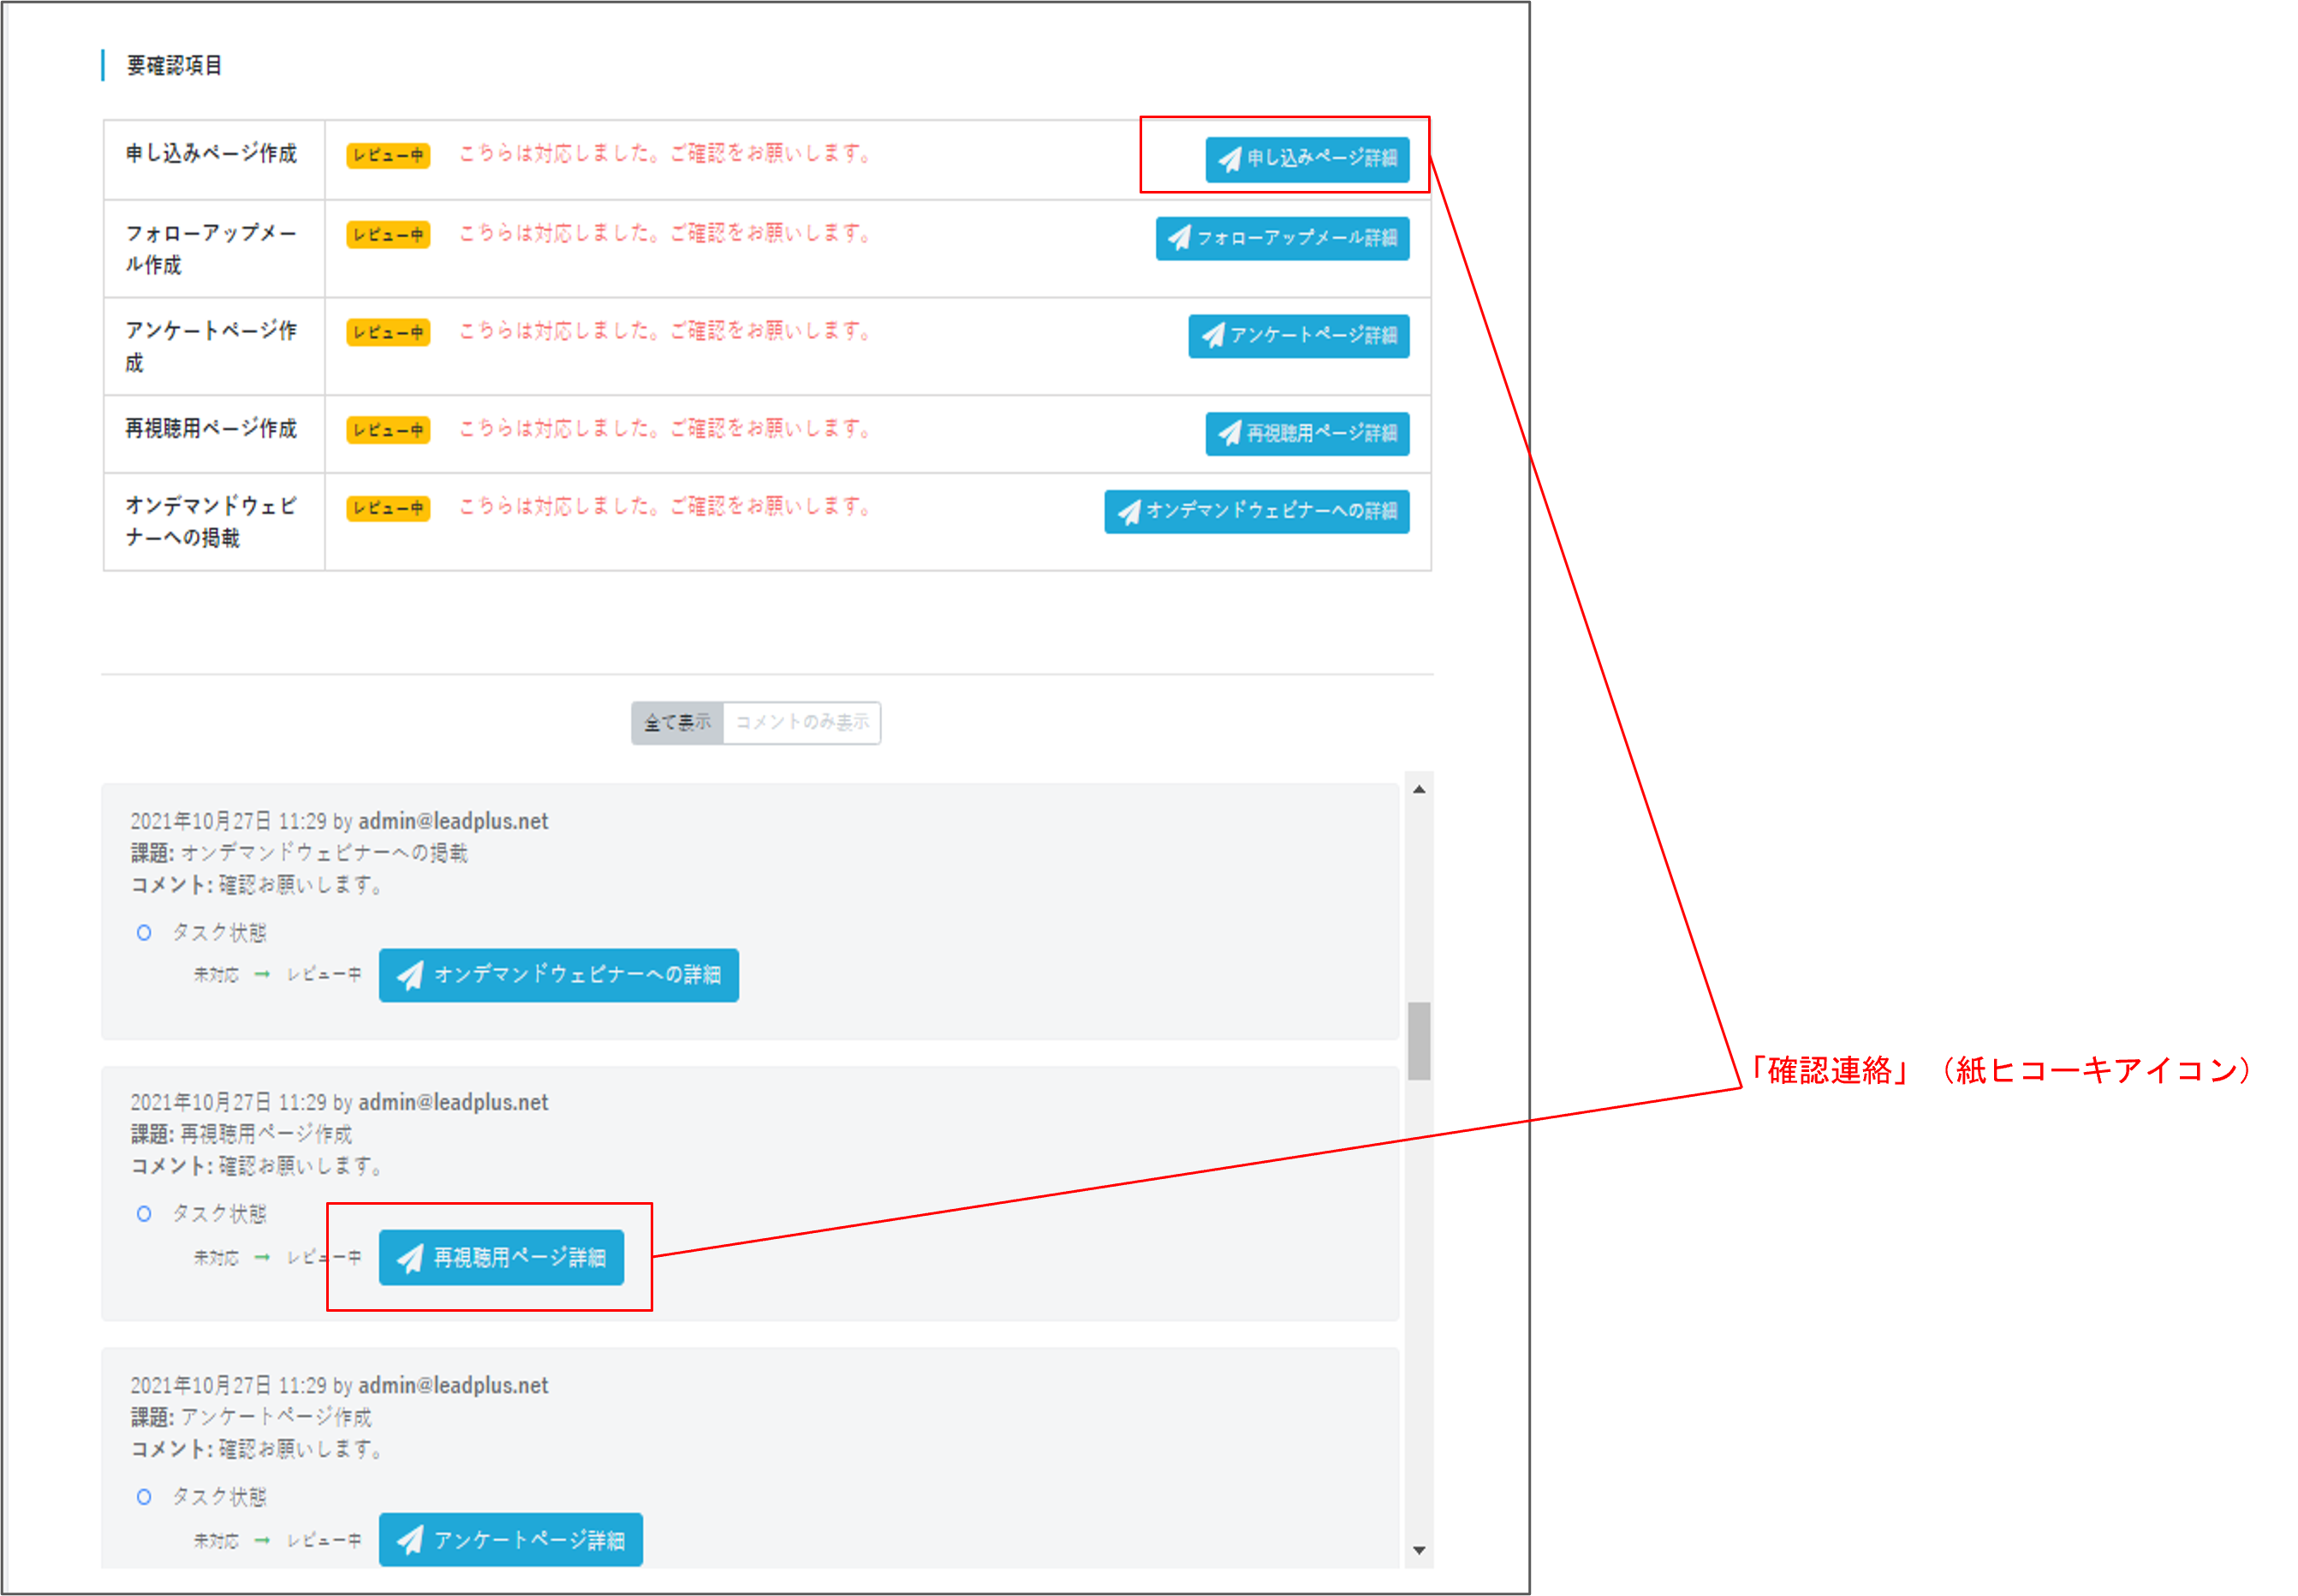 要確認項目
申し込みページ作成 レビュー中 こちらは対応しました。ご確認をお願いします。 申し込みページ詳細
フォローアップメー レビュー中 こちらは対応しました。ご確認をお願いします。 フォローアップメール詳細
ル作成
アンケートページ作 レビュー中 こちらは対応しました。ご確認をお願いします。 アンケートページ詳細
成
再視聴用ページ作成 レビュー中 こちらは対応しました。ご確認をお願いします。 再視聴用ページ詳細
オンデマンドウェビ レビュー中 こちらは対応しました。ご確認をお願いします。 オンデマンドウェビナーへの詳細
ナーへの掲載
全て表示 コメントのみ表示
2021年10月27日 11:29 by admin@leadplus.net
課題: オンデマンドウェビナーへの掲載
コメント: 確認お願いします。
タスク状態
未対応 → レビュー中 オンデマンドウェビナーへの詳細
「確認連絡」（紙ヒコーキアイコン）
2021年10月27日 11:29 by admin@leadplus.net
課題: 再視聴用ページ作成
コメント: 確認お願いします。
タスク状態
未対応 → レビュー中 再視聴用ページ詳細
2021年10月27日 11:29 by admin@leadplus.net
課題: アンケートページ作成
コメント: 確認お願いします。
タスク状態
未対応 → レビュー中 アンケートページ詳細